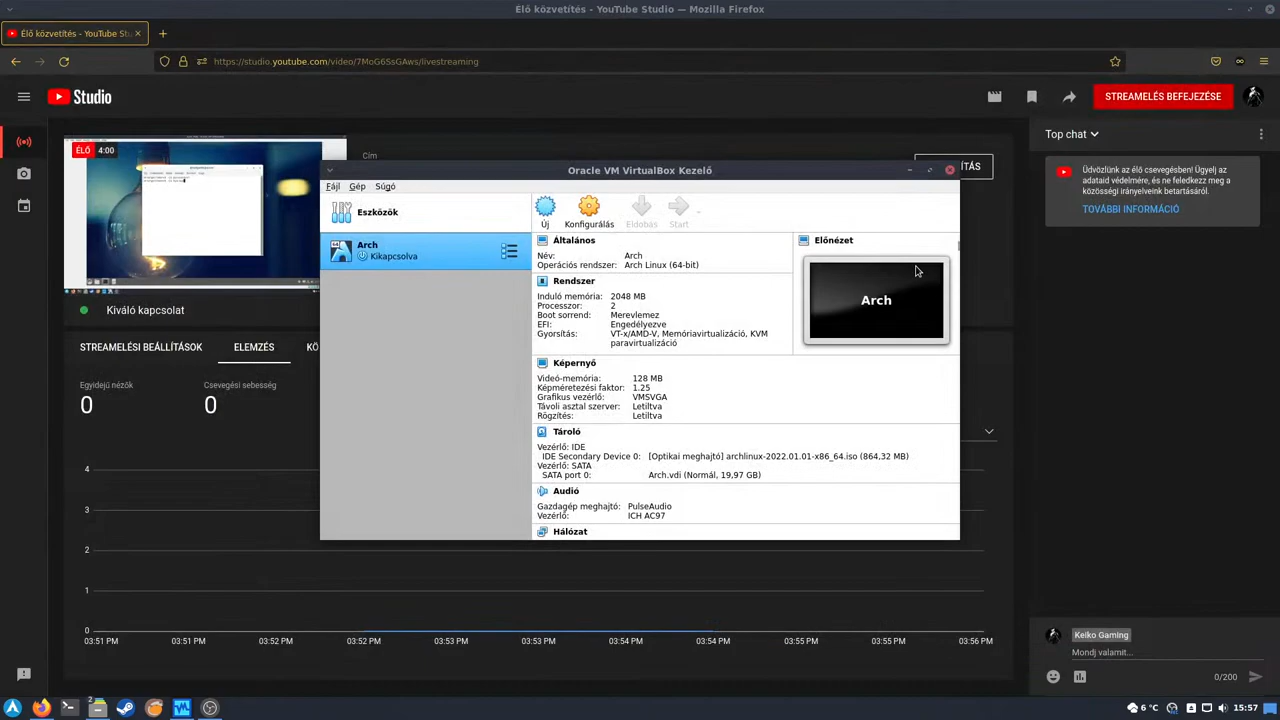 Élő közvetítés - YouTube Studio — Mozilla Firefox
Élő közvetítés - YouTube Stu
https://studio.youtube.com/video/7MoG6SsGAws/livestreaming
Studio
STREAMELÉS BEFEJEZÉSE
ÉLŐ 4:00
Cím
Top chat
Üdvözlünk az élő csevegésben! Ügyelj az
adataid védelmére, és ne feledkezz meg a
közösségi irányelveink betartásáról.
TOVÁBBI INFORMÁCIÓ
Oracle VM VirtualBox Kezelő
Fájl Gép Súgó
Eszközök
Új Konfigurálás Eldobás Start
Arch
Kikapcsolva
Általános
Név: Arch
Operációs rendszer: Arch Linux (64-bit)
Előnézet
Arch
Rendszer
Induló memória: 2048 MB
Processzor: 2
Boot sorrend: Merevlemez
EFI: Engedélyezve
Gyorsítás: VT-x/AMD-V, Memóriavirtualizáció, KVM
paravirtualizáció
Képernyő
Videó-memória: 128 MB
Képméretezési faktor: 1.25
Grafikus vezérlő: VMSVGA
Távoli asztal szerver: Letiltva
Rögzítés: Letiltva
Tároló
Vezérlő: IDE
IDE Secondary Device 0: [Optikai meghajtó] archlinux-2022.01.01-x86_64.iso (864,32 MB)
Vezérlő: SATA
SATA port 0: Arch.vdi (Normál, 19,97 GB)
Audió
Gazdagép meghajtó: PulseAudio
Vezérlő: ICH AC97
Hálózat
Kiváló kapcsolat
STREAMELÉSI BEÁLLÍTÁSOK ELEMZÉS
Egyidejű nézők Csevegési sebesség
0 0
4
3
2
1
0
03:51 PM 03:51 PM 03:52 PM 03:52 PM 03:53 PM 03:53 PM 03:54 PM 03:54 PM 03:55 PM 03:55 PM 03:56 PM
Keiko Gaming
Mondj valamit...
0/200
2
6 °C 15:57